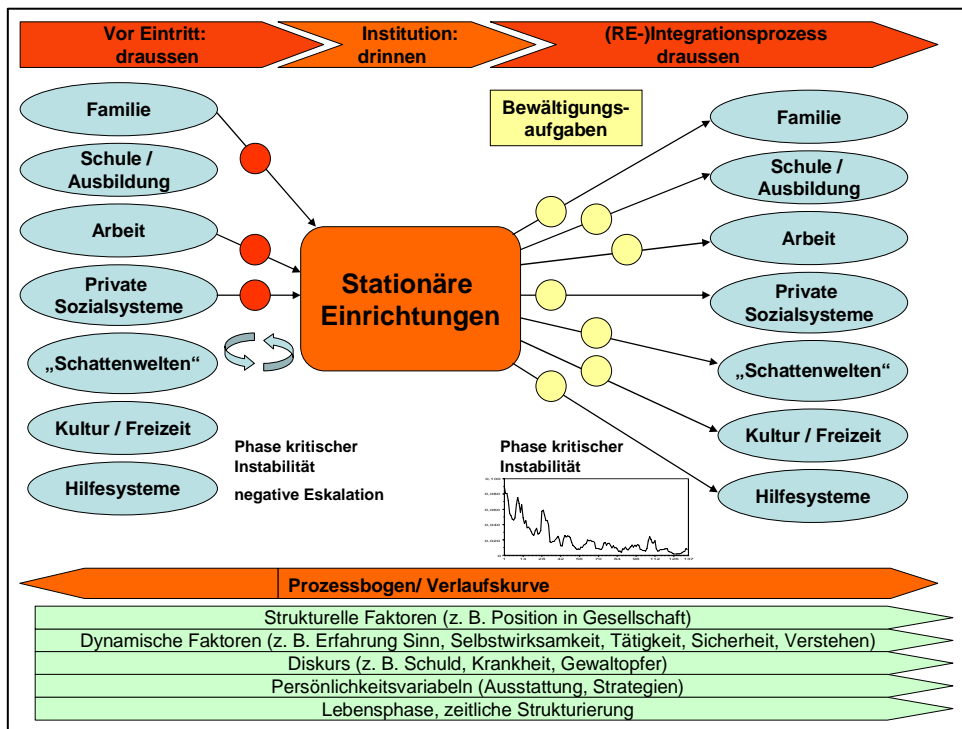 Vor Eintritt:
draussen
Institution:
drinnen
(RE-)Integrationsprozess
draussen
Familie
Schule /
Ausbildung
Arbeit
Private
Sozialsysteme
„Schattenwelten“
Kultur / Freizeit
Hilfesysteme
Stationäre
Einrichtungen
Phase kritischer
Instabilität
negative Eskalation
Bewältigungs-
aufgaben
Familie
Schule /
Ausbildung
Arbeit
Private
Sozialsysteme
„Schattenwelten“
Kultur / Freizeit
Hilfesysteme
Phase kritischer
Instabilität
Prozessbogen/ Verlaufskurve
Strukturelle Faktoren (z. B. Position in Gesellschaft)
Dynamische Faktoren (z. B. Erfahrung Sinn, Selbstwirksamkeit, Tätigkeit, Sicherheit, Verstehen)
Diskurs (z. B. Schuld, Krankheit, Gewaltopfer)
Persönlichkeitsvariabeln (Ausstattung, Strategien)
Lebensphase, zeitliche Strukturierung